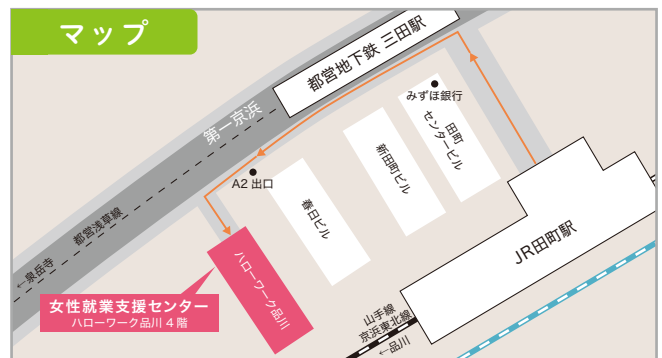 マップ
都営地下鉄 三田駅
みずほ銀行
第一京浜
田町
センタービル
新田町ビル
A2 出口
春日ビル
都営浅草線
←泉岳寺
ハローワーク品川
JR田町駅
女性就業支援センター
ハローワーク品川 4 階
山手線
京浜東北線
←品川